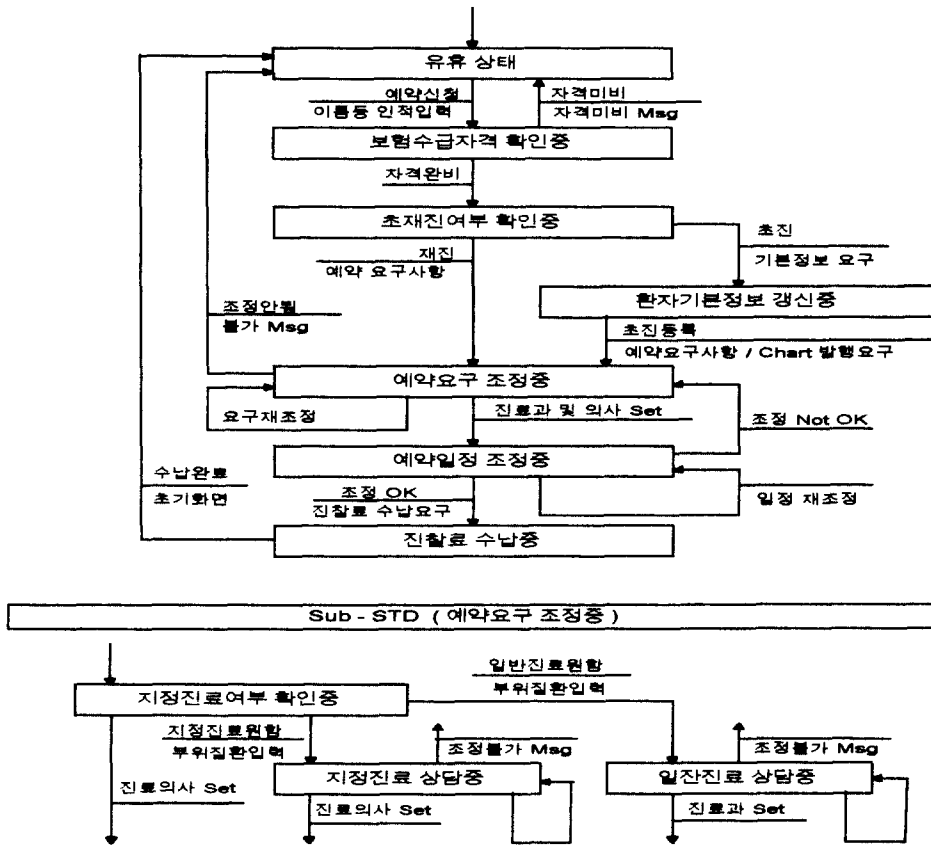 유휴 상태
예약신청
이름등 인적입력
자격미비
자격미비 Msg
보험수급자격 확인중
자격완비
초재진여부 확인중
재진
예약 요구사항
초진
기본정보 요구
환자기본정보 갱신중
조정안됨
불가 Msg
초진등록
예약요구사항 / Chart 발행요구
예약요구 조정중
요구재조정
진료과 및 의사 Set
조정 Not OK
예약일정 조정중
수납완료
초기화면
조정 OK
진찰료 수납요구
일정 재조정
진찰료 수납중
Sub - STD ( 예약요구 조정중 )
일반진료원함
부위질환입력
지정진료여부 확인중
지정진료원함
부위질환입력
조정불가 Msg
조정불가 Msg
지정진료 상담중
일잔진료 상담중
진료의사 Set
진료의사 Set
진료과 Set